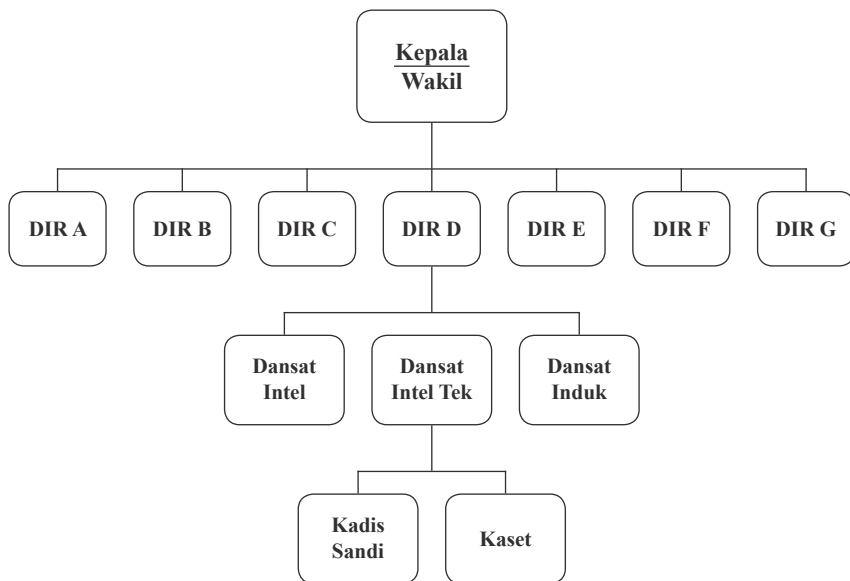 Kepala
Wakil
DIR A
DIR B
DIR C
DIR D
DIR E
DIR F
DIR G
Dansat
Intel
Dansat
Intel Tek
Dansat
Induk
Kadis
Sandi
Kaset